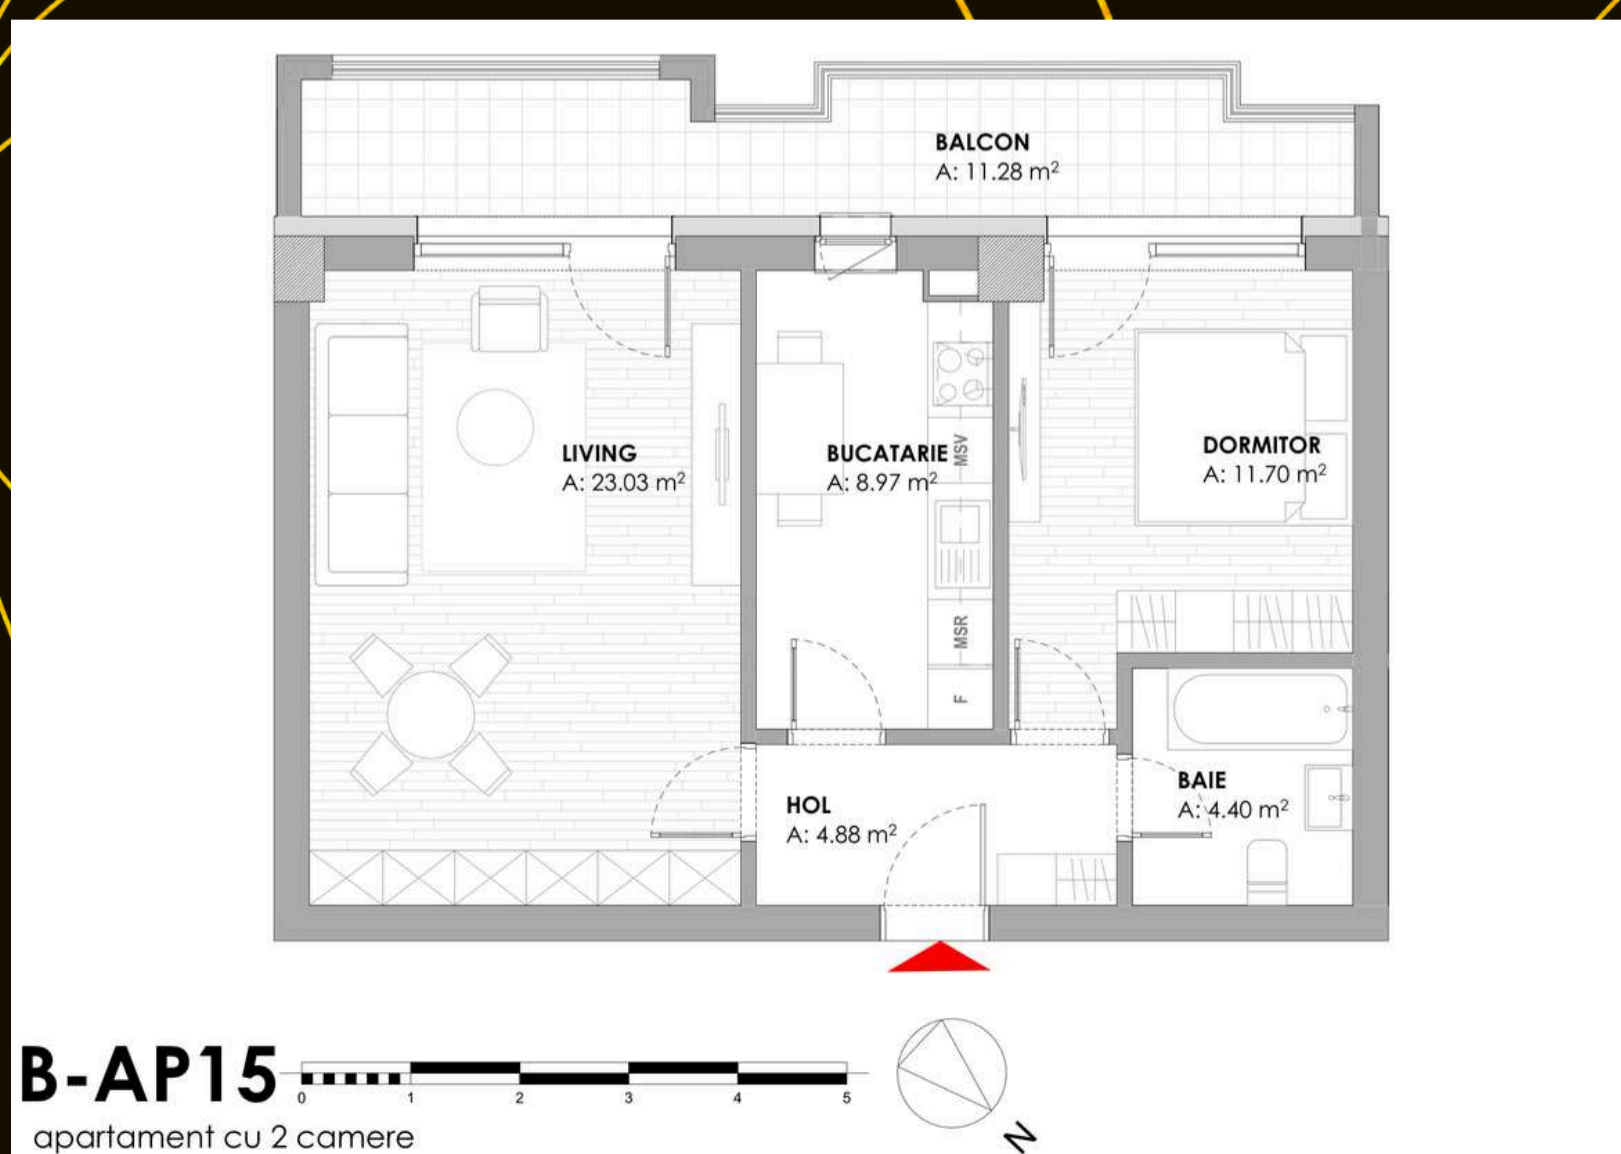 BALCON
A: 11.28 m²
LIVING
A: 23.03 m²
BUCATARIE
A: 8.97 m²
MSV
DORMITOR
A: 11.70 m²
MSR
F
HOL
A: 4.88 m²
BAIE
A: 4.40 m²
B-AP15
0 1 2 3 4 5
N
apartament cu 2 camere